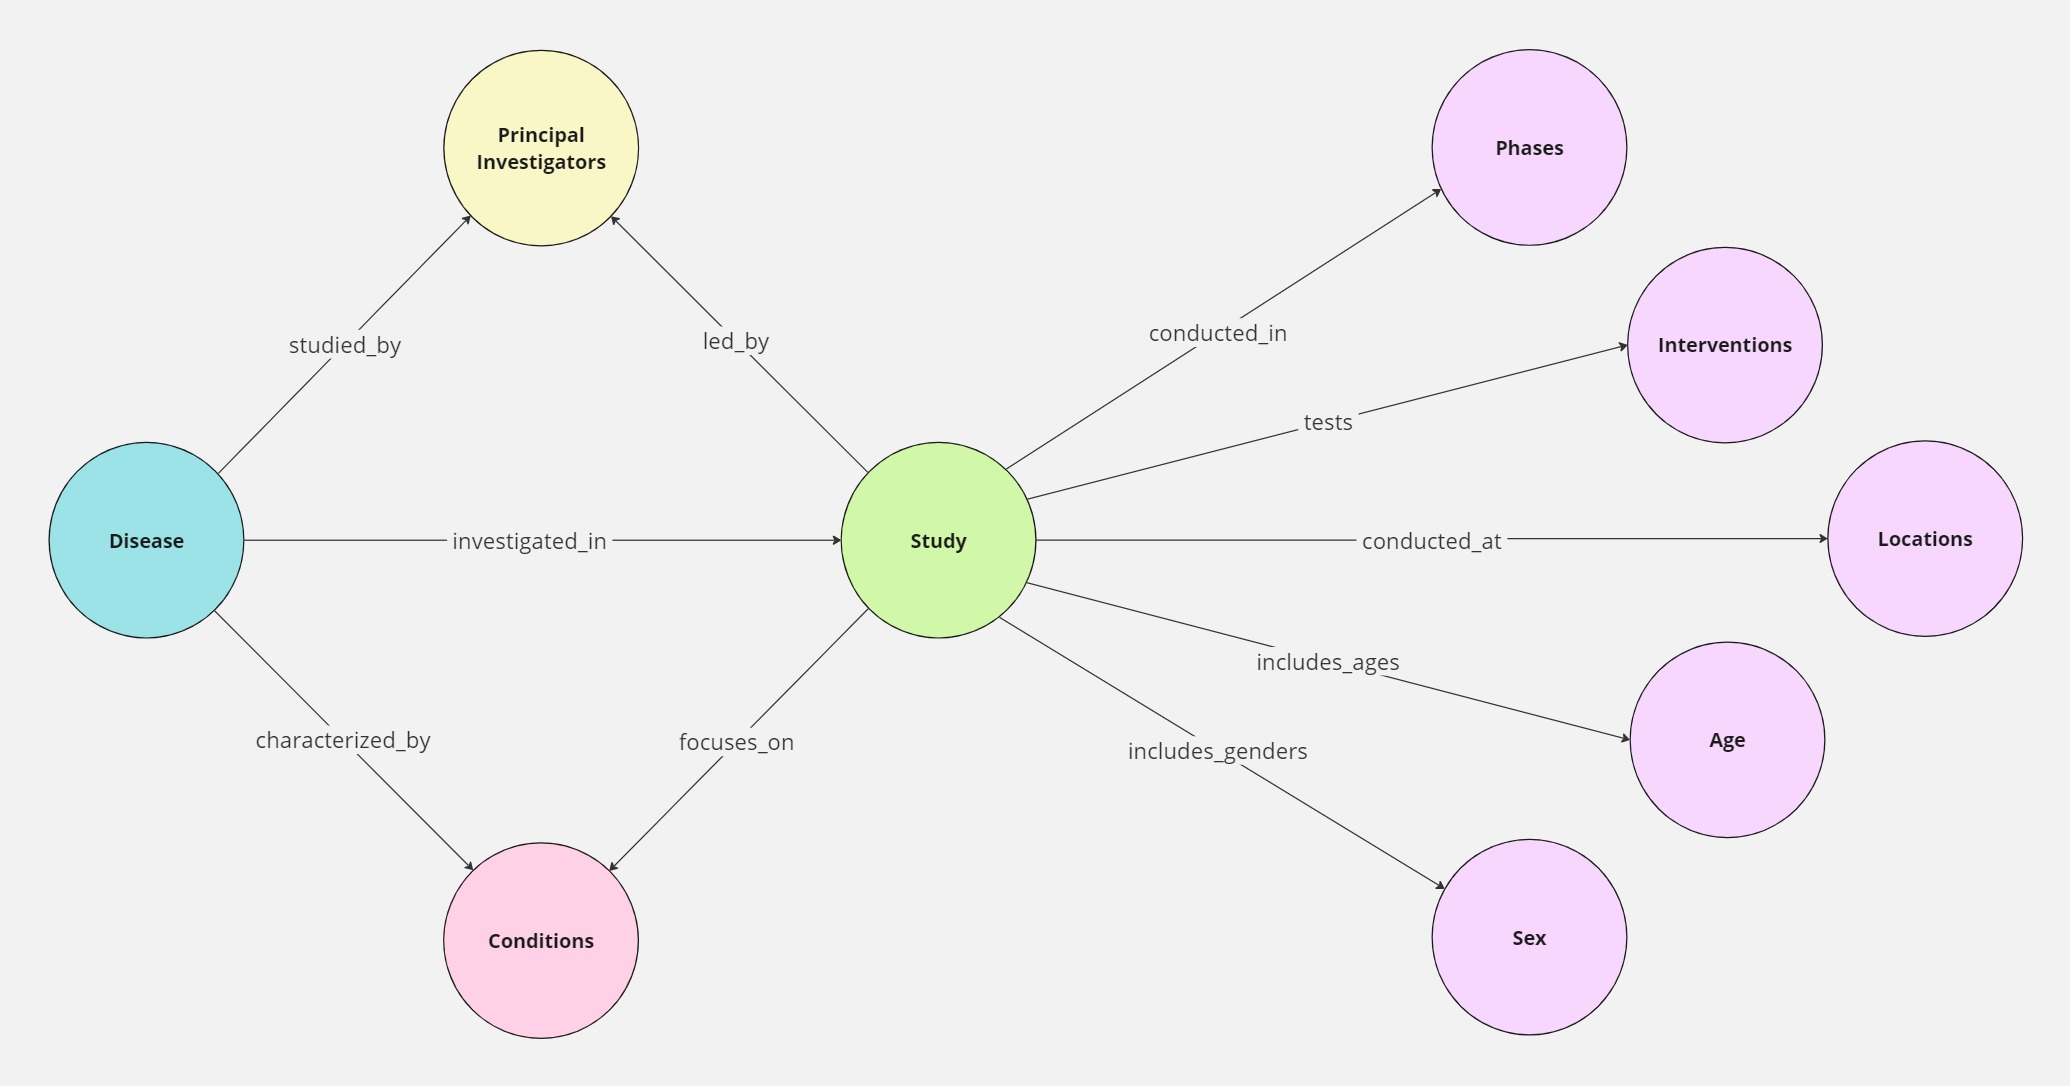 Principal
Investigators
Phases
conducted_in
studied_by
led_by
Interventions
tests
Disease
investigated_in
Study
conducted_at
Locations
includes_ages
characterized_by
focuses_on
includes_genders
Age
Conditions
Sex